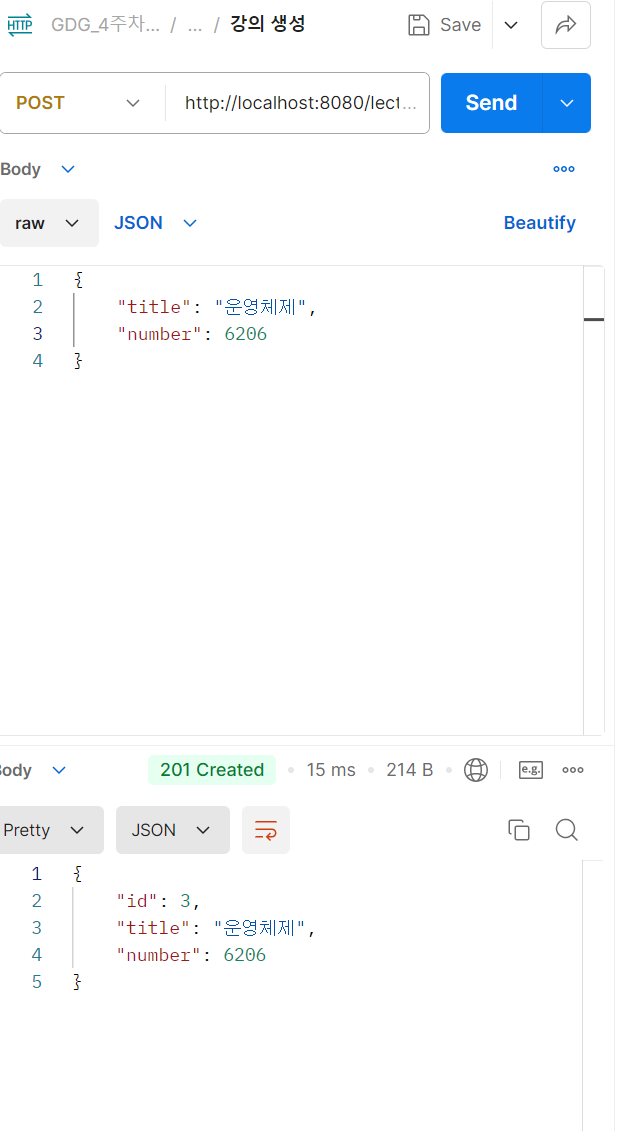 HTTP GDG_4주차... / ... / 강의 생성 Save
POST http://localhost:8080/lect... Send
Body
raw JSON Beautify
1 {
2 "title": "운영체제",
3 "number": 6206
4 }
Body 201 Created 15 ms 214 B e.g.
Pretty JSON
1 {
2 "id": 3,
3 "title": "운영체제",
4 "number": 6206
5 }